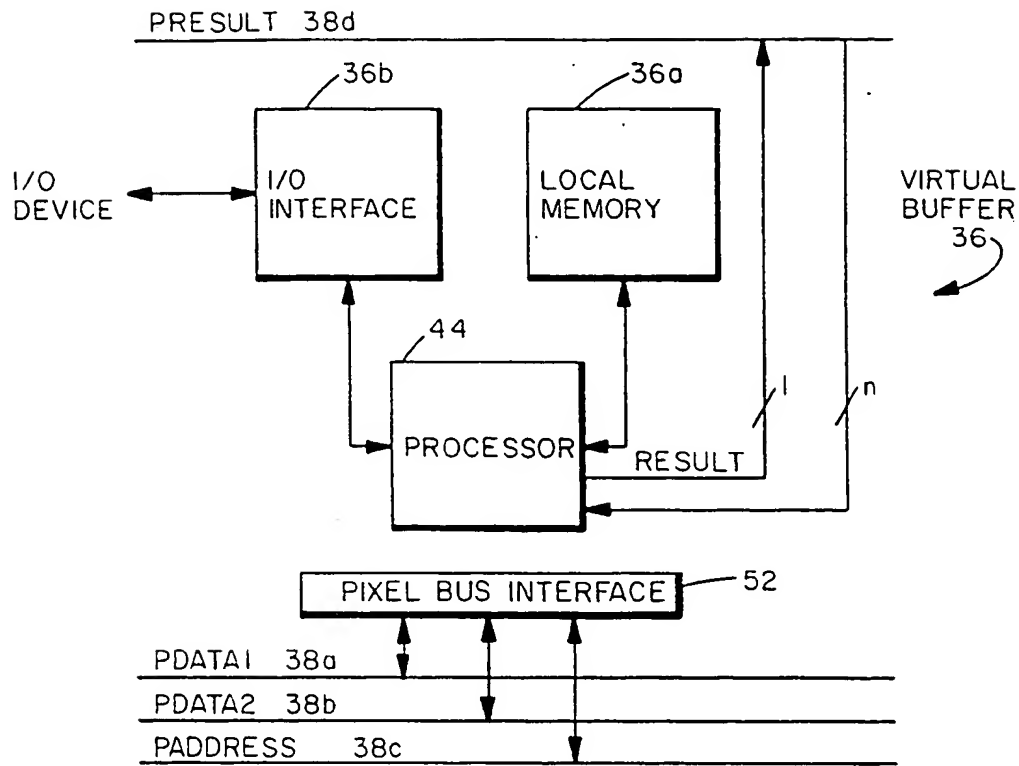 PRESULT 38d
36b
36a
I/O
DEVICE
I/O
INTERFACE
LOCAL
MEMORY
VIRTUAL
BUFFER
36
44
PROCESSOR
RESULT
1
n
PIXEL BUS INTERFACE
52
PDATA1 38a
PDATA2 38b
PADDRESS 38c